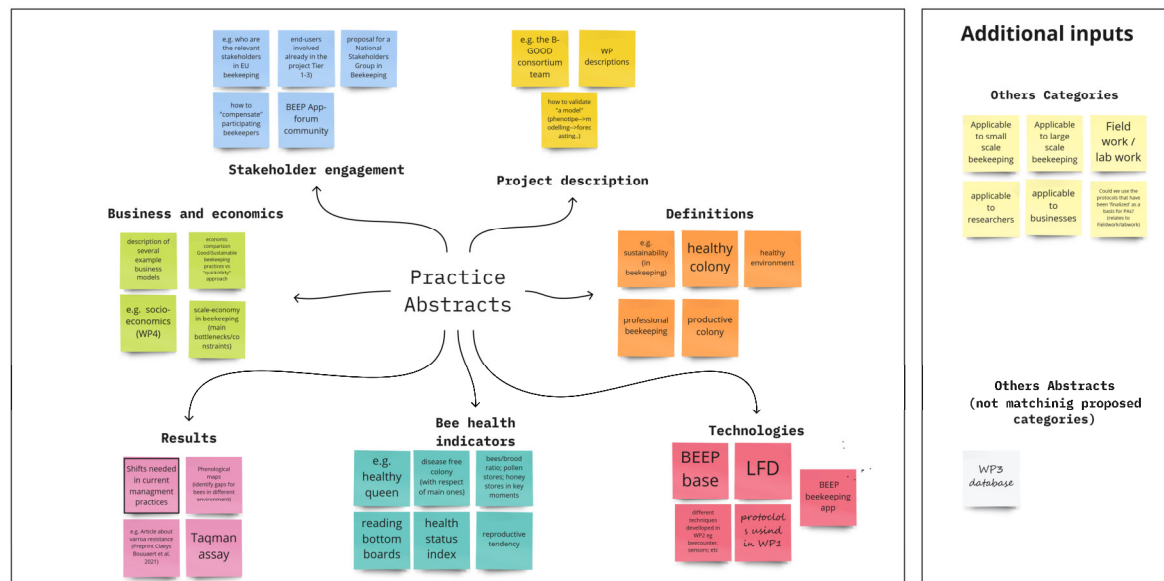 e.g. who are
the relevant
stakeholders
in EU
beekeeping
end-users
involved
already in the
project Tier
1-3)
proposal for a
National
Stakeholders
Group in
Beekeeping
how to
"compensate"
participating
beekeepers
BEEP App-
forum
community
Stakeholder engagement
e.g. the B-
GOOD
consortium
team
WP
descriptions
how to validate
"a model"
(phenotipe-->m
odelling-->forec
asting..)
Project description
Business and economics
description of
several
example
business
models
economic
comparison
Good/Sustainable
beekeeping
practices vs
approach
e.g. socio-
economics
(WP4)
scale-economy
in beekeeping
(main
bottlenecks/co
nstraints)
Definitions
e.g.
sustainability
(in
beekeeping)
healthy
colony
healthy
environment
professional
beekeeping
productive
colony
Practice
Abstracts
Results
Shifts needed
in current
managment
practices
Phenological
maps
(identify gaps for
bees in different
environment)
e.g. Article about
varroa resistance
(Preprint Claeys
Bouuaert et al.
2021)
Taqman
assay
Bee health
indicators
e.g.
healthy
queen
disease free
colony
(with respect of
main ones)
bees/brood
ratio; pollen
stores; honey
stores in key
moments
reading
bottom
boards
health
status
index
reproductive
tendency
Technologies
BEEP
base
LFD
BEEP
beekeeping
app
different
techniques
develloped in
WP2 eg
beecounter,
sensors; etc
protoclol
s usind
in WP1
Additional inputs
Others Categories
Applicable
to small
scale
beekeeping
Applicable
to large
scale
beekeeping
Field
work /
lab work
applicable
to
researchers
applicable
to
businesses
Could we use the
protocols that have
been 'finalized' as a
basis for PAs?
(relates to
Fieldwork/labwork)
Others Abstracts
(not matchinig proposed
categories)
WP3
database